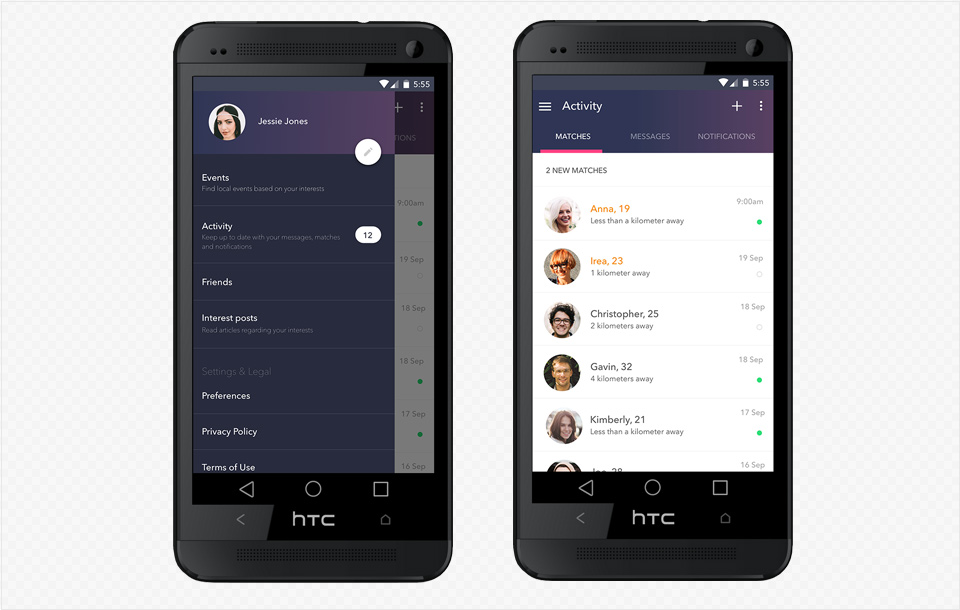 5:55
Jessie Jones
IONS
Events
Find local events based on your interests
9:00am
Activity
Keep up to date with your messages, matches
and notifications
12
19 Sep
Friends
18 Sep
Interest posts
Read articles regarding your interests
18 Sep
Settings & Legal
Preferences
17 Sep
Privacy Policy
16 Sep
Terms of Use
hTC
5:55
Activity
MATCHES MESSAGES NOTIFICATIONS
2 NEW MATCHES
Anna, 19
9:00am
Less than a kilometer away
Irea, 23
19 Sep
1 kilometer away
18 Sep
Christopher, 25
2 kilometers away
18 Sep
Gavin, 32
4 kilometers away
17 Sep
Kimberly, 21
Less than a kilometer away
16 Sep
hTC